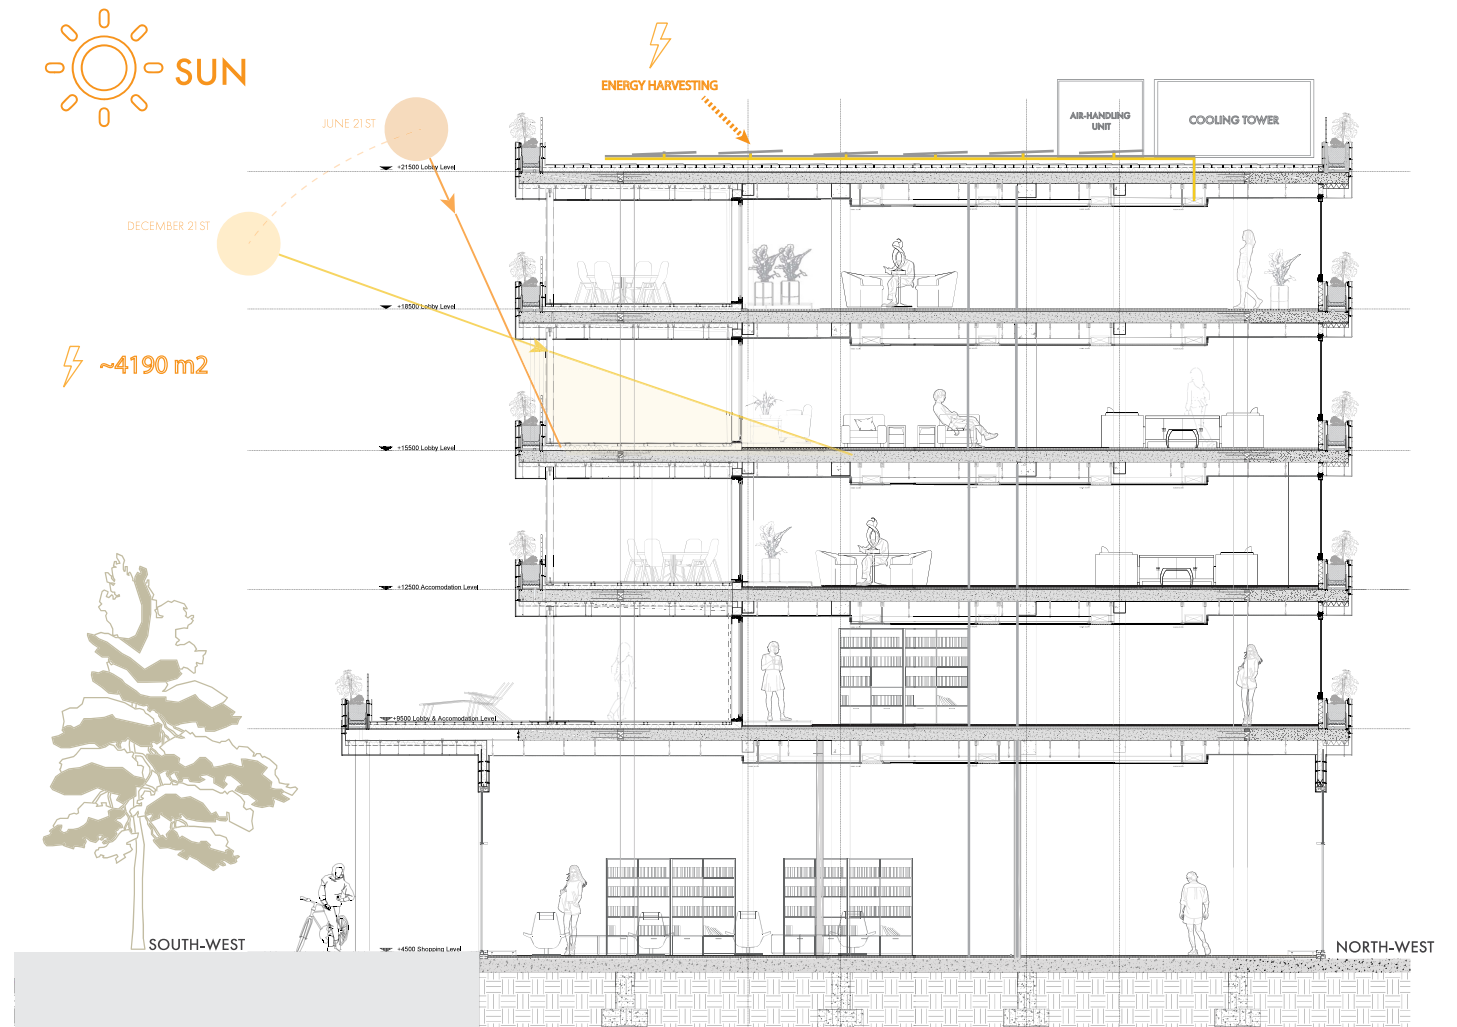 SUN
ENERGY HARVESTING
JUNE 21ST
AIR-HANDLING
UNIT
COOLING TOWER
+21500 Lobby Level
DECEMBER 21ST
+18500 Lobby Level
~4190 m2
+15500 Lobby Level
+12500 Accomodation Level
+9500 Lobby & Accomodation Level
SOUTH-WEST
+4500 Shopping Level
NORTH-WEST